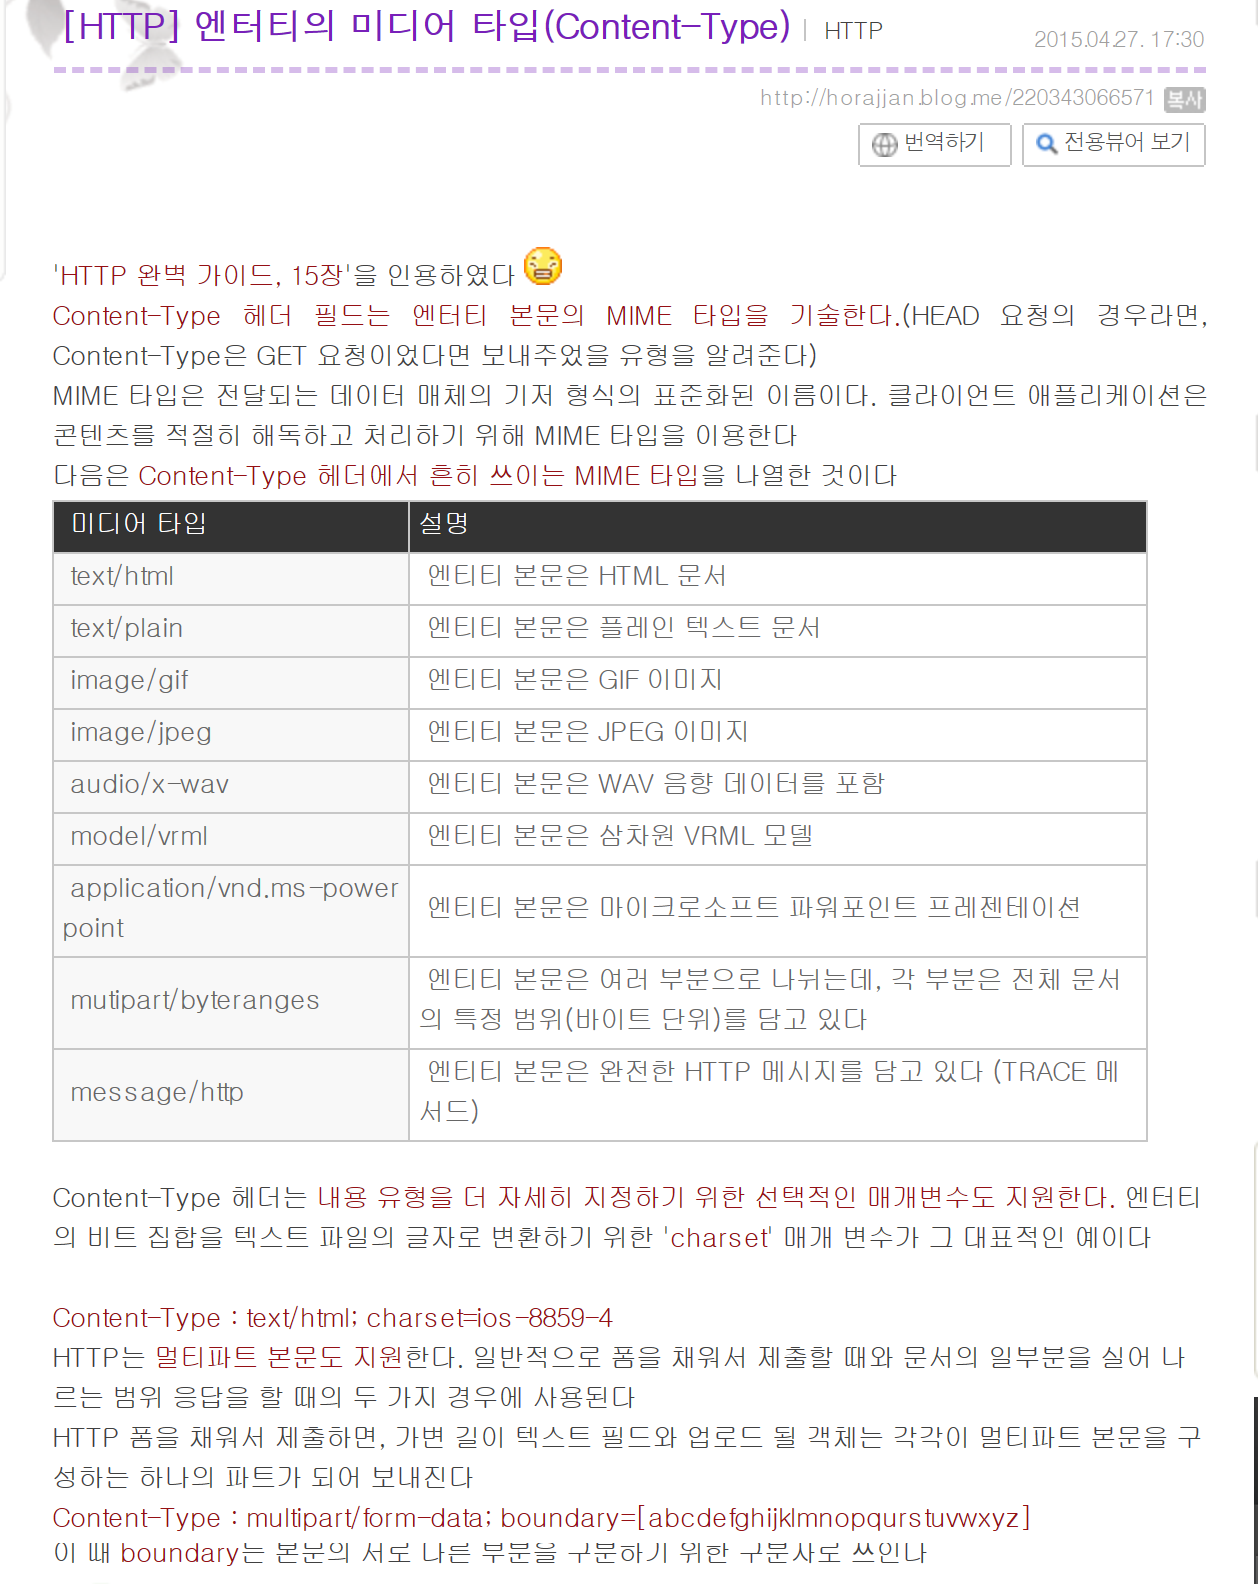 [HTTP] 엔터티의 미디어 타입(Content-Type) | HTTP
2015.04.27. 17:30
http://horajjan.blog.me/220343066571 복사
번역하기 전용뷰어 보기
'HTTP 완벽 가이드, 15장'을 인용하였다
Content-Type 헤더 필드는 엔터티 본문의 MIME 타입을 기술한다.(HEAD 요청의 경우라면,
Content-Type은 GET 요청이었다면 보내주었을 유형을 알려준다)
MIME 타입은 전달되는 데이터 매체의 기저 형식의 표준화된 이름이다. 클라이언트 애플리케이션은
콘텐츠를 적절히 해독하고 처리하기 위해 MIME 타입을 이용한다
다음은 Content-Type 헤더에서 흔히 쓰이는 MIME 타입을 나열한 것이다
미디어 타입 설명
text/html 엔티티 본문은 HTML 문서
text/plain 엔티티 본문은 플레인 텍스트 문서
image/gif 엔티티 본문은 GIF 이미지
image/jpeg 엔티티 본문은 JPEG 이미지
audio/x-wav 엔티티 본문은 WAV 음향 데이터를 포함
model/vrml 엔티티 본문은 삼차원 VRML 모델
application/vnd.ms-power
point
엔티티 본문은 마이크로소프트 파워포인트 프레젠테이션
mutipart/byteranges
엔티티 본문은 여러 부분으로 나뉘는데, 각 부분은 전체 문서
의 특정 범위(바이트 단위)를 담고 있다
message/http
엔티티 본문은 완전한 HTTP 메시지를 담고 있다 (TRACE 메
서드)
Content-Type 헤더는 내용 유형을 더 자세히 지정하기 위한 선택적인 매개변수도 지원한다. 엔터티
의 비트 집합을 텍스트 파일의 글자로 변환하기 위한 'charset' 매개 변수가 그 대표적인 예이다
Content-Type : text/html; charset=ios-8859-4
HTTP는 멀티파트 본문도 지원한다. 일반적으로 폼을 채워서 제출할 때와 문서의 일부분을 실어 나
르는 범위 응답을 할 때의 두 가지 경우에 사용된다
HTTP 폼을 채워서 제출하면, 가변 길이 텍스트 필드와 업로드 될 객체는 각각이 멀티파트 본문을 구
성하는 하나의 파트가 되어 보내진다
Content-Type : multipart/form-data; boundary=[abcdefghijklmnopqurstuvwxyz]
이 때 boundary는 본문의 서로 다른 부분을 구분하기 위한 구분자로 쓰인다